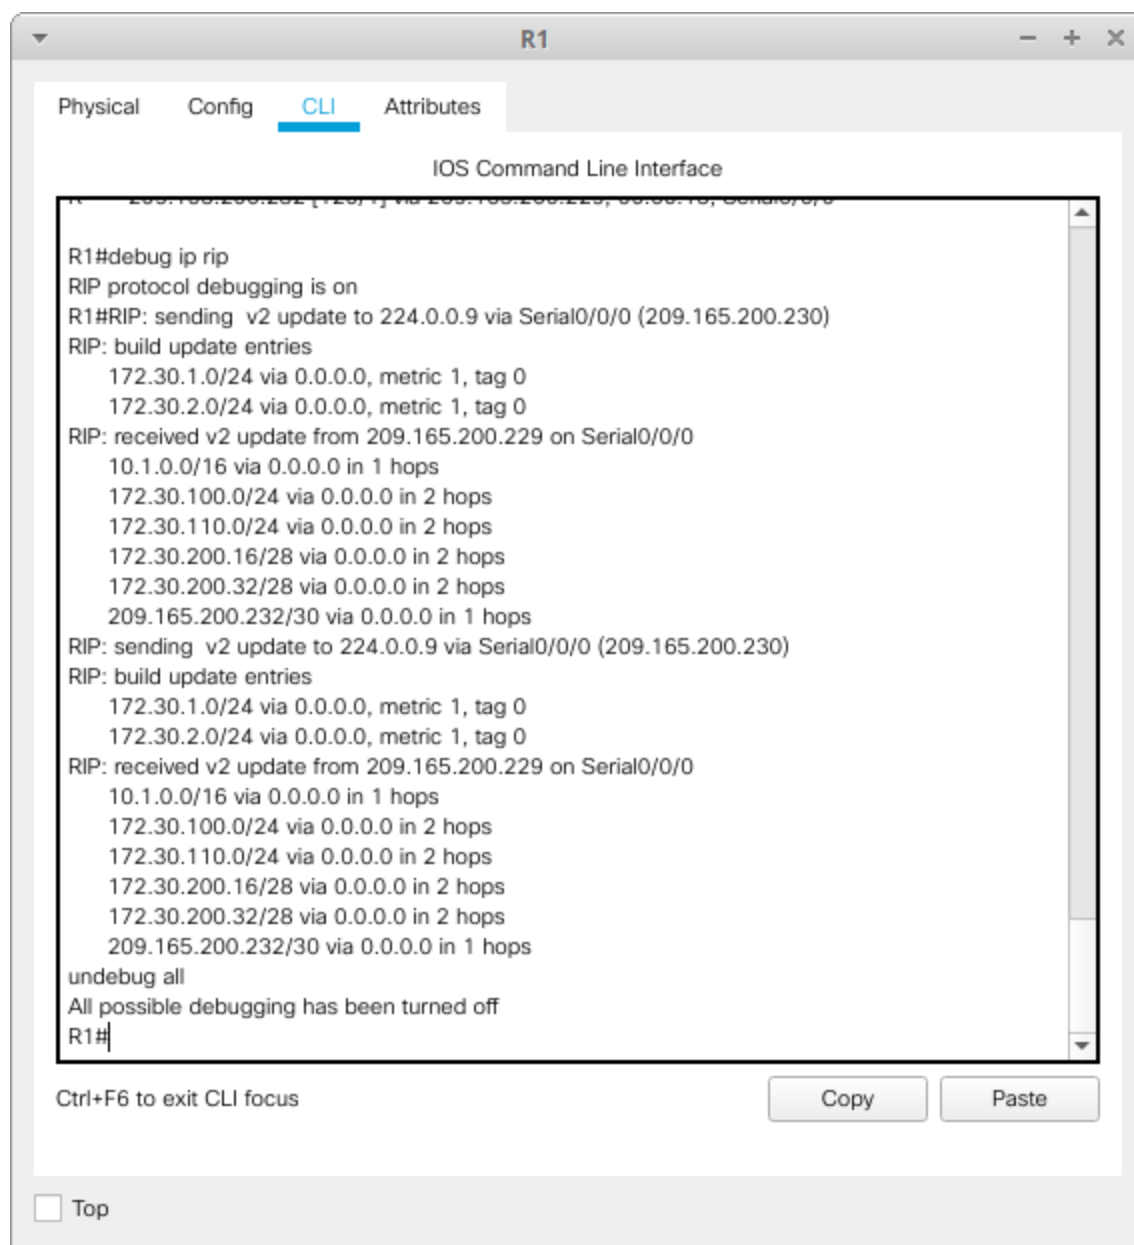 R1
Physical Config CLI Attributes
IOS Command Line Interface
R1#debug ip rip
RIP protocol debugging is on
R1#RIP: sending  v2 update to 224.0.0.9 via Serial0/0/0 (209.165.200.230)
RIP: build update entries
172.30.1.0/24 via 0.0.0.0, metric 1, tag 0
172.30.2.0/24 via 0.0.0.0, metric 1, tag 0
RIP: received v2 update from 209.165.200.229 on Serial0/0/0
10.1.0.0/16 via 0.0.0.0 in 1 hops
172.30.100.0/24 via 0.0.0.0 in 2 hops
172.30.110.0/24 via 0.0.0.0 in 2 hops
172.30.200.16/28 via 0.0.0.0 in 2 hops
172.30.200.32/28 via 0.0.0.0 in 2 hops
209.165.200.232/30 via 0.0.0.0 in 1 hops
RIP: sending  v2 update to 224.0.0.9 via Serial0/0/0 (209.165.200.230)
RIP: build update entries
172.30.1.0/24 via 0.0.0.0, metric 1, tag 0
172.30.2.0/24 via 0.0.0.0, metric 1, tag 0
RIP: received v2 update from 209.165.200.229 on Serial0/0/0
10.1.0.0/16 via 0.0.0.0 in 1 hops
172.30.100.0/24 via 0.0.0.0 in 2 hops
172.30.110.0/24 via 0.0.0.0 in 2 hops
172.30.200.16/28 via 0.0.0.0 in 2 hops
172.30.200.32/28 via 0.0.0.0 in 2 hops
209.165.200.232/30 via 0.0.0.0 in 1 hops
undebug all
All possible debugging has been turned off
R1#
Ctrl+F6 to exit CLI focus
Copy Paste
Top